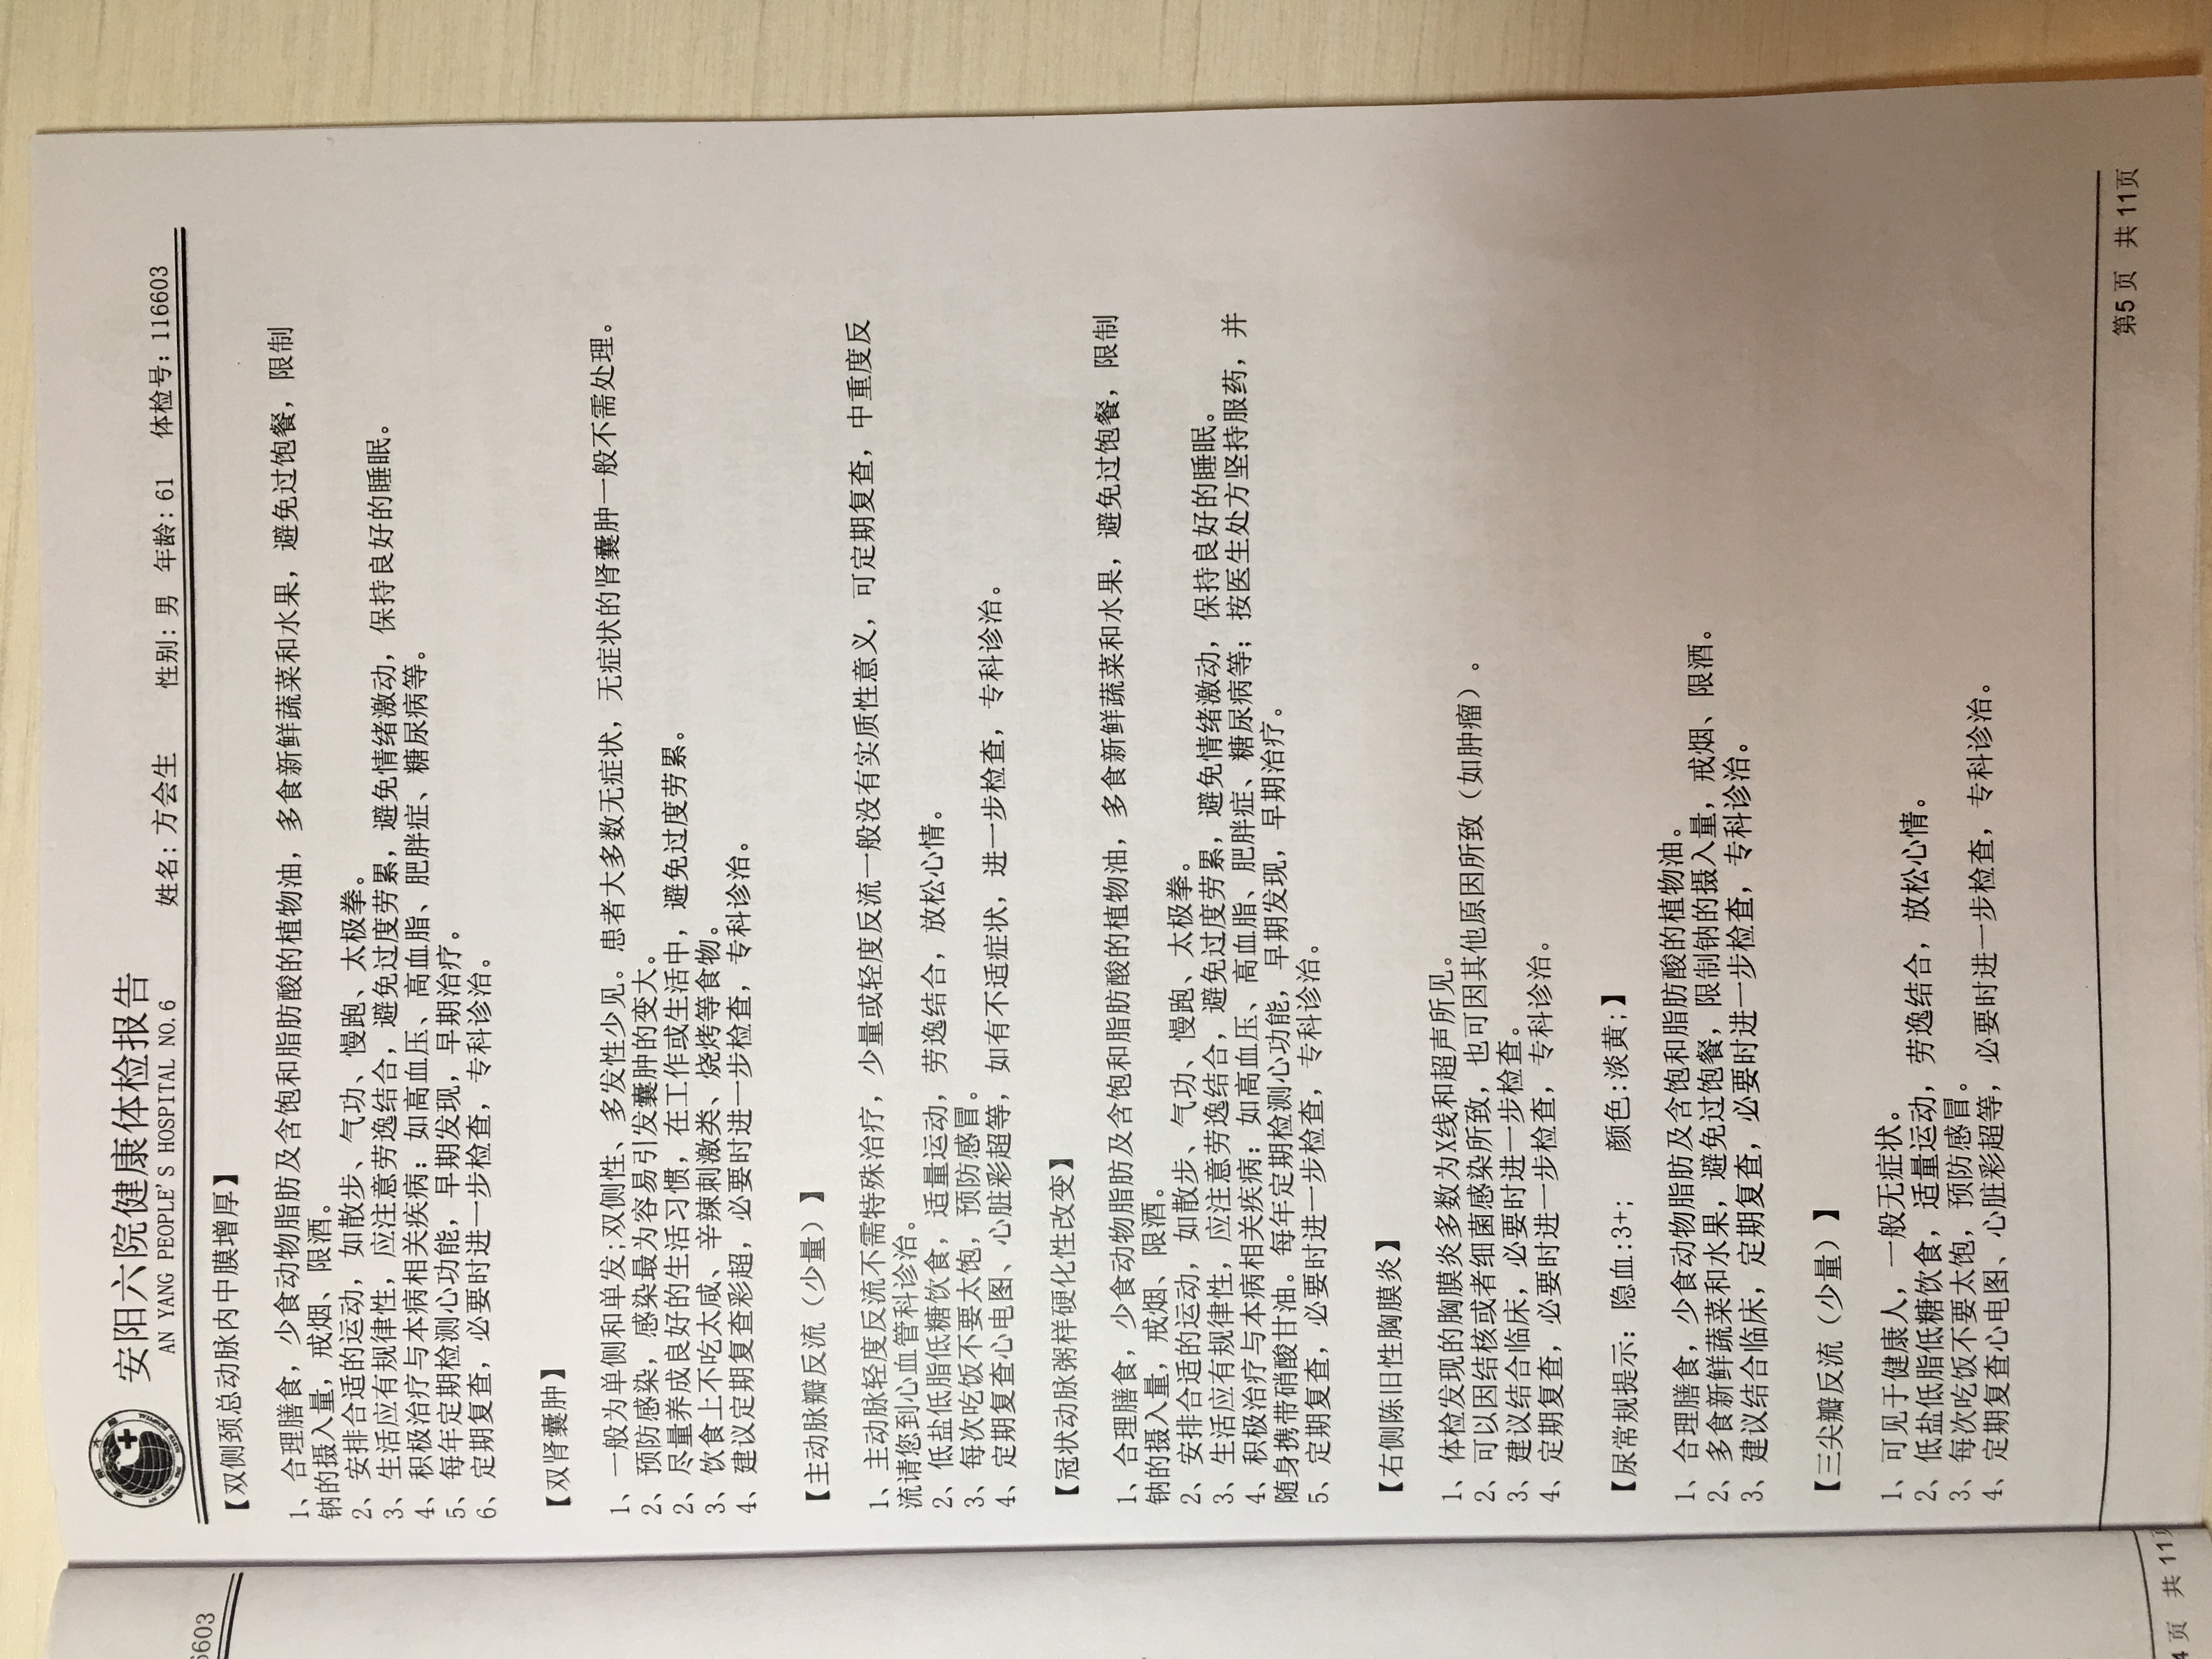 6603
安阳六院健康体检报告
AN YANG PEOPLE'S HOSPITAL NO.6
姓名: 方会生 性别: 男 年龄: 61 体检号: 116603
【双侧颈总动脉内中膜增厚】
1、合理膳食，少食动物脂肪及含饱和脂肪酸的植物油，多食新鲜蔬菜和水果，避免过饱餐，限制
钠的摄入量，戒烟、限酒。
2、安排合适的运动，如散步、气功、慢跑、太极拳。
3、生活应有规律性，应注意劳逸结合，避免过度劳累，避免情绪激动，保持良好的睡眠。
4、积极治疗与本病相关疾病：如高血压、高血脂、肥胖症、糖尿病等。
5、每年定期检测心功能，早期发现，早期治疗。
6、定期复查，必要时进一步检查，专科诊治。
【双肾囊肿】
1、一般为单侧和单发;双侧性、多发性少见。患者大多数无症状，无症状的肾囊肿一般不需处理。
2、预防感染，感染最为容易引发囊肿的变大。
2、尽量养成良好的生活习惯，在工作或生活中，避免过度劳累。
3、饮食上不吃太咸、辛辣刺激类、烧烤等食物。
4、建议定期复查彩超，必要时进一步检查，专科诊治。
【主动脉瓣反流（少量）】
1、主动脉轻度反流不需特殊治疗，少量或轻度反流一般没有实质性意义，可定期复查，中重度反
流请您到心血管科诊治。
2、低盐低脂低糖饮食，适量运动，劳逸结合，放松心情。
3、每次吃饭不要太饱，预防感冒。
4、定期复查心电图、心脏彩超等，如有不适症状，进一步检查，专科诊治。
【冠状动脉粥样硬化性改变】
1、合理膳食，少食动物脂肪及含饱和脂肪酸的植物油，多食新鲜蔬菜和水果，避免过饱餐，限制
钠的摄入量，戒烟、限酒。
2、安排合适的运动，如散步、气功、慢跑、太极拳。
3、生活应有规律性，应注意劳逸结合，避免过度劳累，避免情绪激动，保持良好的睡眠。
4、积极治疗与本病相关疾病：如高血压、高血脂、肥胖症、糖尿病等；按医生处方坚持服药，并
随身携带硝酸甘油。每年定期检测心功能，早期发现，早期治疗。
5、定期复查，必要时进一步检查，专科诊治。
【右侧陈旧性胸膜炎】
1、体检发现的胸膜炎多数为X线和超声所见。
2、可以因结核或者细菌感染所致，也可因其他原因所致（如肿瘤）。
3、建议结合临床，必要时进一步检查。
4、定期复查，必要时进一步检查，专科诊治。
【尿常规提示：隐血:3+; 颜色:淡黄;】
1、合理膳食，少食动物脂肪及含饱和脂肪酸的植物油。
2、多食新鲜蔬菜和水果，避免过饱餐，限制钠的摄入量，戒烟、限酒。
3、建议结合临床，定期复查，必要时进一步检查，专科诊治。
【三尖瓣反流（少量）】
1、可见于健康人，一般无症状。
2、低盐低脂低糖饮食，适量运动，劳逸结合，放松心情。
3、每次吃饭不要太饱，预防感冒。
4、定期复查心电图、心脏彩超等，必要时进一步检查，专科诊治。
第5 页 共 11页
4 页 共 11页